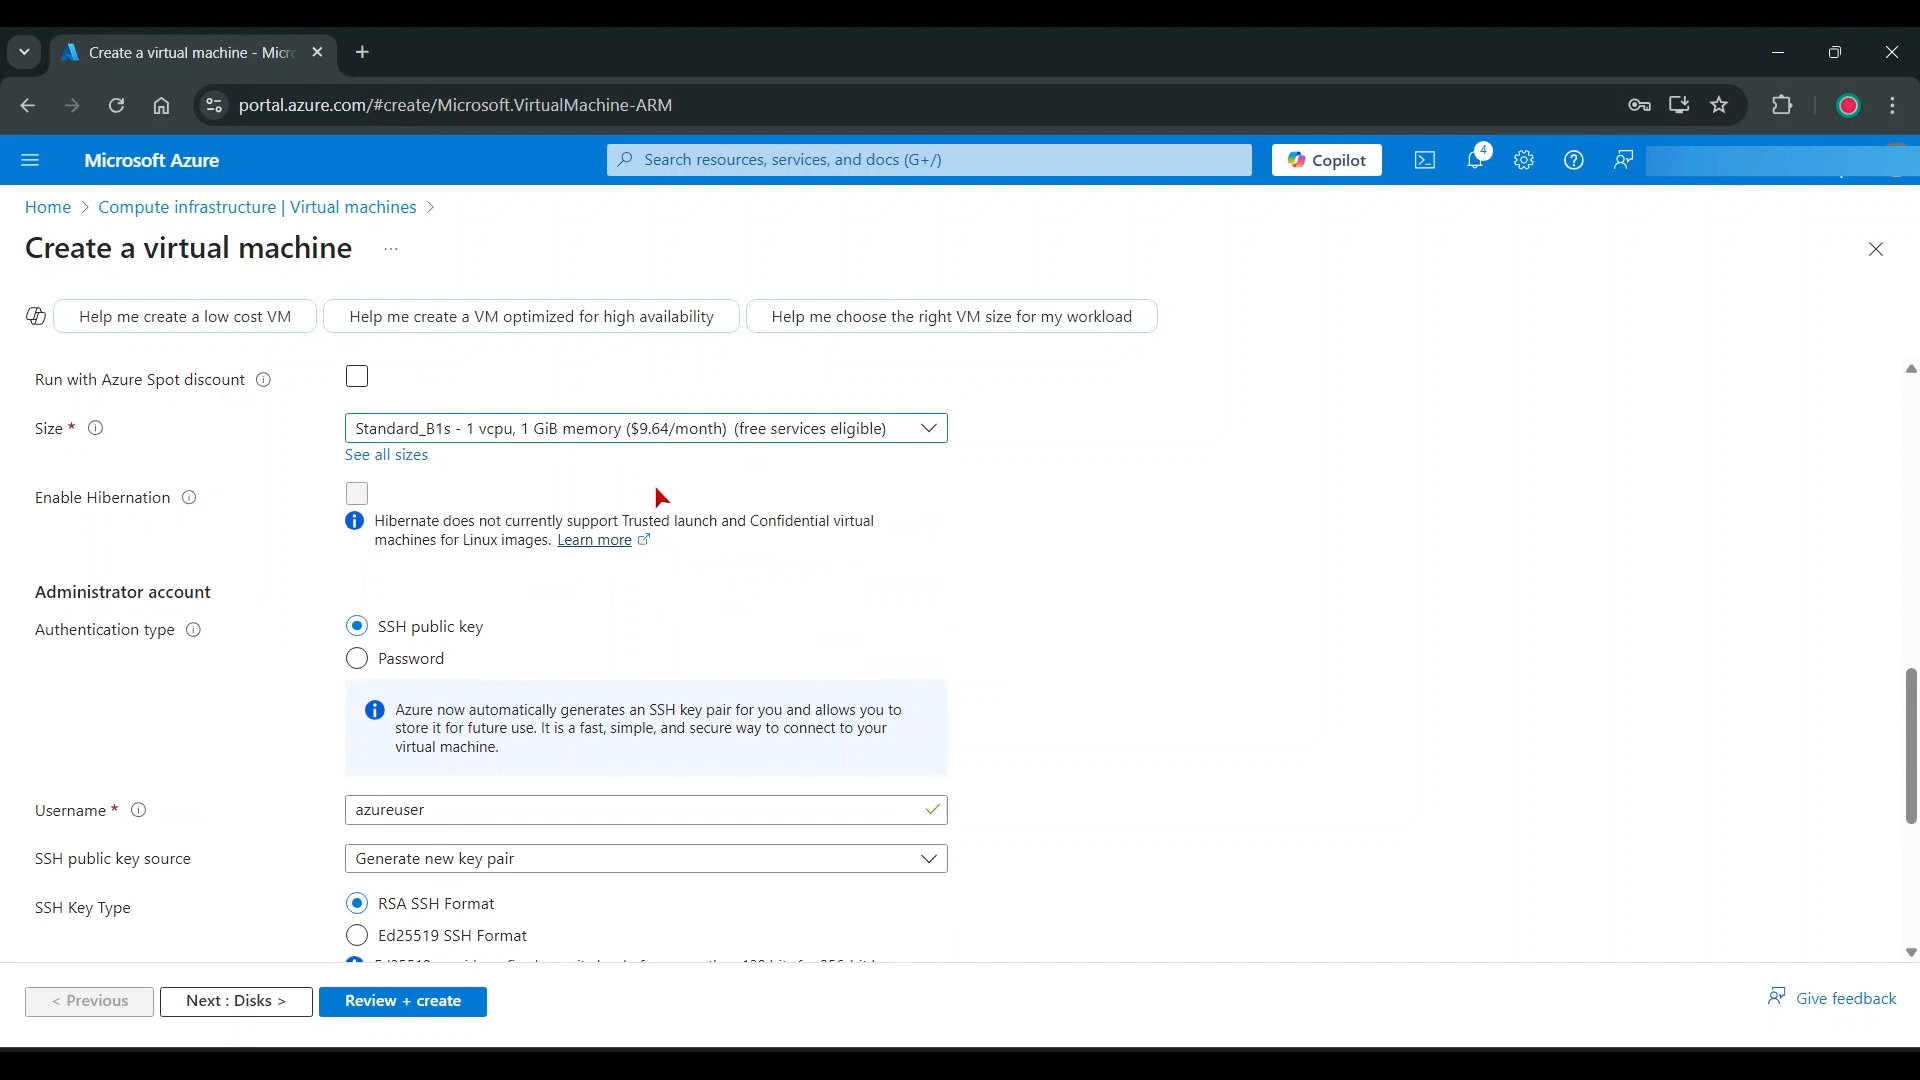 Create a virtual machine - Micr
portal.azure.com/#create/Microsoft.VirtualMachine-ARM
Microsoft Azure
Search resources, services, and docs (G+/)
Copilot
4
Home > Compute infrastructure | Virtual machines >
Create a virtual machine ...
Help me create a low cost VM
Help me create a VM optimized for high availability
Help me choose the right VM size for my workload
Run with Azure Spot discount
Size *
Standard_B1s - 1 vcpu, 1 GiB memory ($9.64/month) (free services eligible)
See all sizes
Enable Hibernation
Hibernate does not currently support Trusted launch and Confidential virtual
machines for Linux images. Learn more
Administrator account
Authentication type
SSH public key
Password
Azure now automatically generates an SSH key pair for you and allows you to
store it for future use. It is a fast, simple, and secure way to connect to your
virtual machine.
Username *
azureuser
SSH public key source
Generate new key pair
SSH Key Type
RSA SSH Format
Ed25519 SSH Format
< Previous
Next : Disks >
Review + create
Give feedback